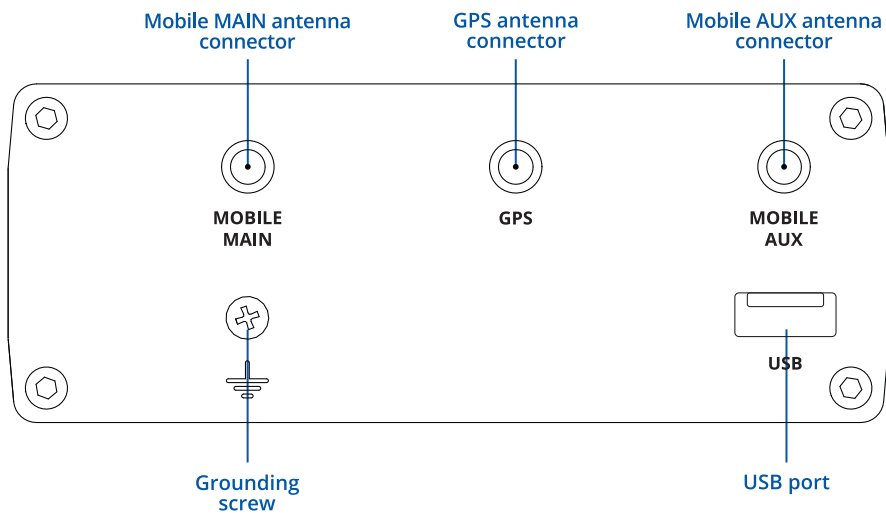 Mobile MAIN antenna
connector
GPS antenna
connector
Mobile AUX antenna
connector
MOBILE
MAIN
GPS
MOBILE
AUX
USB
Grounding
screw
USB port